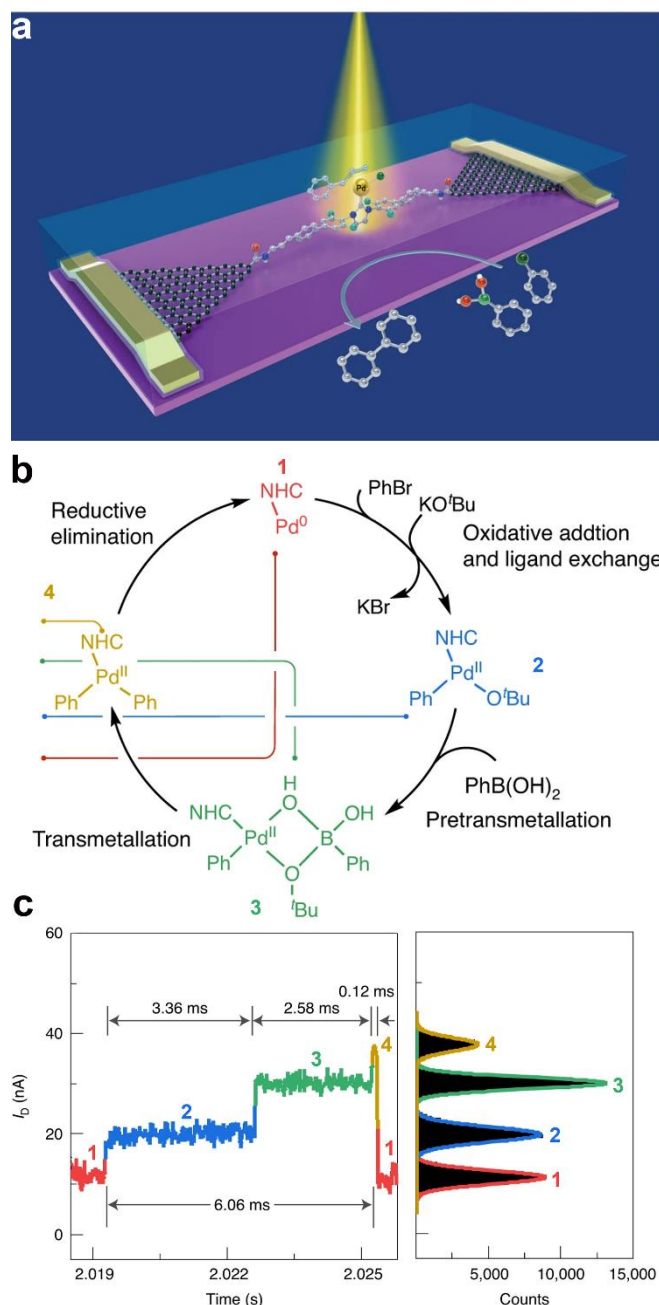 a
Pd
b
1
NHC
Pd⁰
PhBr
KOᵗBu
Oxidative addtion
and ligand exchange
KBr
Reductive
elimination
4
NHC
Pdᴵᴵ
Ph Ph
NHC
Pdᴵᴵ
2
Ph OᵗBu
PhB(OH)₂
Pretransmetallation
Transmetallation
H
NHC O OH
Pdᴵᴵ B
Ph O Ph
ᵗBu
3
c
60
40
20
0
I_D (nA)
3.36 ms
2.58 ms
0.12 ms
1
2
3
4
1
6.06 ms
2.019 2.022 2.025
Time (s)
4
3
2
1
5,000 10,000 15,000
Counts